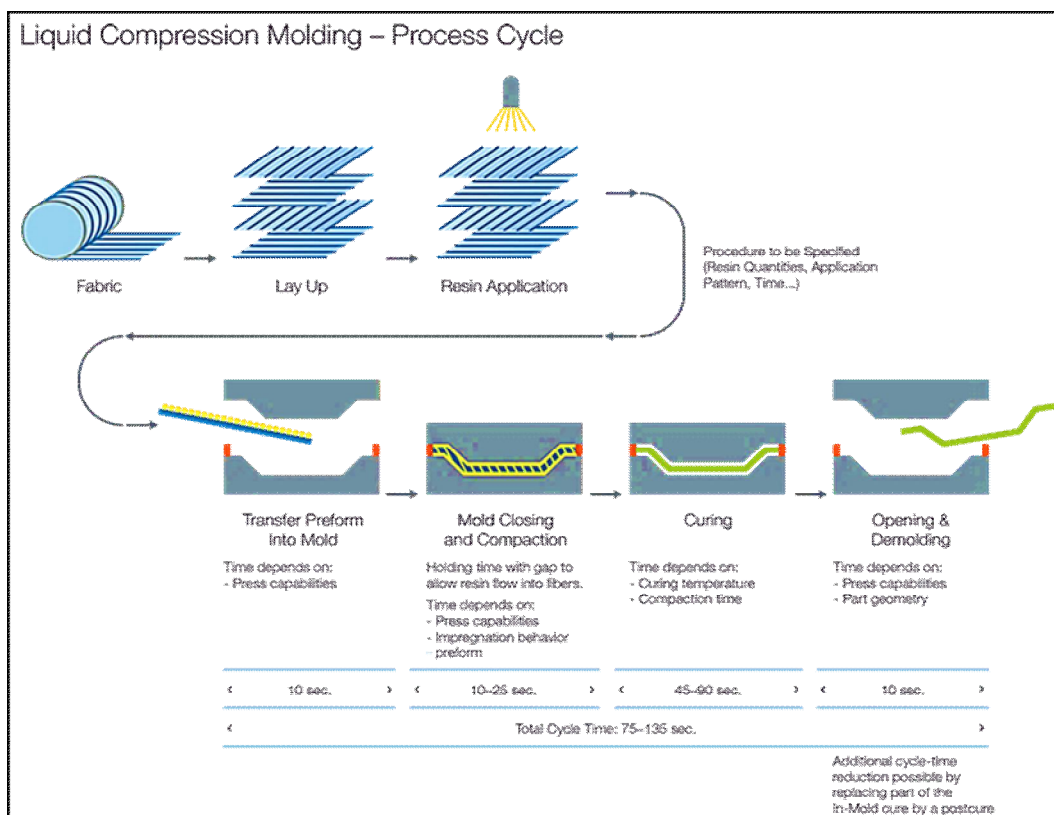 Liquid Compression Molding – Process Cycle
Fabric
Lay Up
Resin Application
Procedure to be Specified
(Resin Quantities, Application
Pattern, Time...)
Transfer Preform
Into Mold
Time depends on:
- Press capabilities
Mold Closing
and Compaction
Holding time with gap to
allow resin flow into fibers.
Time depends on:
- Press capabilities
- Impregnation behavior
- preform
Curing
Time depends on:
- Curing temperature
- Compaction time
Opening &
Demolding
Time depends on:
- Press capabilities
- Part geometry
10 sec.
10–25 sec.
45–90 sec.
10 sec.
Total Cycle Time: 75–135 sec.
Additional cycle-time
reduction possible by
replacing part of the
In-Mold cure by a postcure